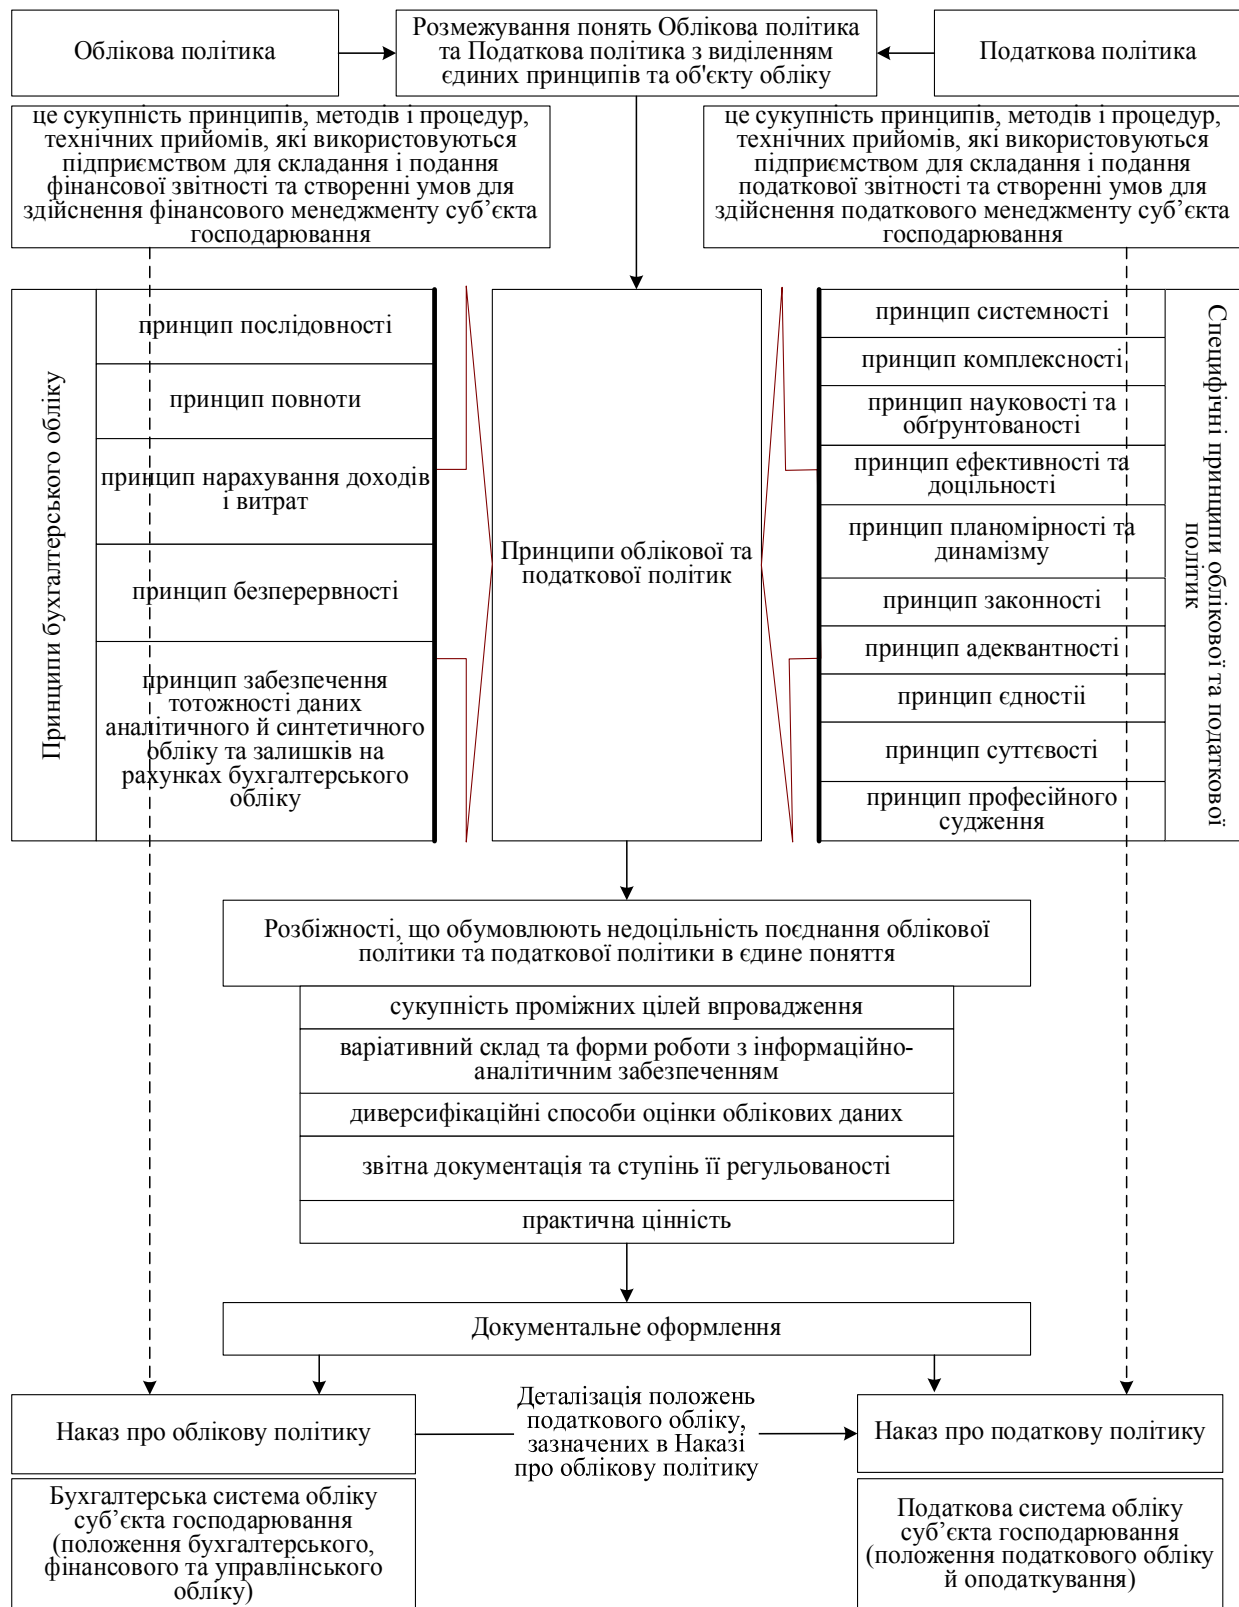 Облікова політика
Розмежування понять Облікова політика
та Податкова політика з виділенням
єдиних принципів та об'єкту обліку
Податкова політика
це сукупність принципів, методів і процедур,
технічних прийомів, які використовуються
підприємством для складання і подання
фінансової звітності та створенні умов для
здійснення фінансового менеджменту суб’єкта
господарювання
це сукупність принципів, методів і процедур,
технічних прийомів, які використовуються
підприємством для складання і подання
податкової звітності та створенні умов для
здійснення податкового менеджменту суб’єкта
господарювання
Принципи бухгалтерського обліку
принцип послідовності
принцип повноти
принцип нарахування доходів
і витрат
принцип безперервності
принцип забезпечення
тотожності даних
аналітичного й синтетичного
обліку та залишків на
рахунках бухгалтерського
обліку
Принципи облікової та
податкової політик
принцип системності
принцип комплексності
принцип науковості та
обґрунтованості
принцип ефективності та
доцільності
принцип планомірності та
динамізму
принцип законності
принцип адеквантності
принцип єдностіі
принцип суттєвості
принцип професійного
судження
Специфічні принципи облікової та податкової
політик
Розбіжності, що обумовлюють недоцільність поєднання облікової
політики та податкової політики в єдине поняття
сукупність проміжних цілей впровадження
варіативний склад та форми роботи з інформаційно-
аналітичним забезпеченням
диверсифікаційні способи оцінки облікових даних
звітна документація та ступінь її регульованості
практична цінність
Документальне оформлення
Наказ про облікову політику
Деталізація положень
податкового обліку,
зазначених в Наказі
про облікову політику
Наказ про податкову політику
Бухгалтерська система обліку
суб’єкта господарювання
(положення бухгалтерського,
фінансового та управлінського
обліку)
Податкова система обліку
суб’єкта господарювання
(положення податкового обліку
й оподаткування)